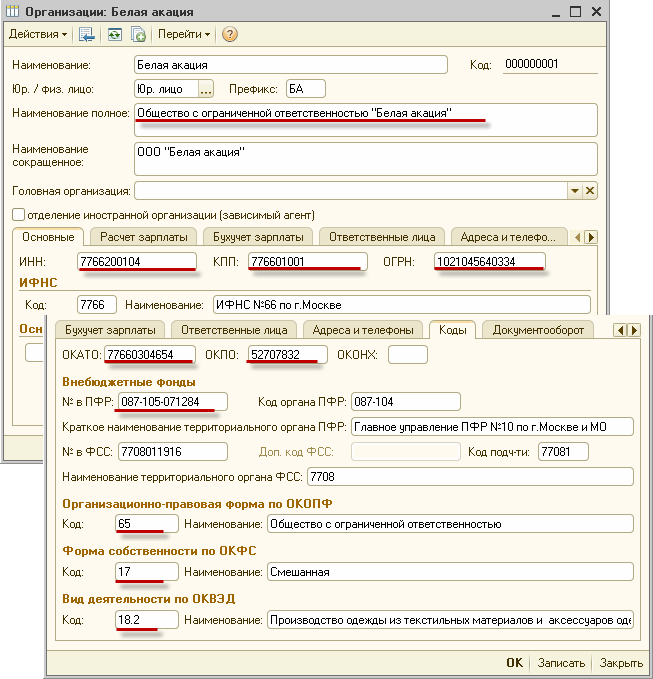 Организации: Белая акация
Действия Перейти ?
Наименование: Белая акация Код: 000000001
Юр. / физ. лицо: Юр. лицо ... Префикс: БА
Наименование полное: Общество с ограниченной ответственностью "Белая акация"
Наименование
сокращенное:
ООО "Белая акация"
Головная организация:
отделение иностранной организации (зависимый агент)
Основные Расчет зарплаты Бухучет зарплаты Ответственные лица Адреса и телефо...
ИНН: 7766200104 КПП: 776601001 ОГРН: 1021045640334
ИФНС
Код: 7766 Наименование: ИФНС №66 по г.Москве
Осн
Бухучет зарплаты Ответственные лица Адреса и телефоны Коды Документооборот
ОКАТО: 77660304654 ОКПО: 52707832 ОКОНХ:
Внебюджетные фонды
№ в ПФР: 087-105-071284 Код органа ПФР: 087-104
Краткое наименование территориального органа ПФР: Главное управление ПФР №10 по г.Москве и МО
№ в ФСС: 7708011916 Доп. код ФСС: Код подч-ти: 77081
Наименование территориального органа ФСС: 7708
Организационно-правовая форма по ОКОПФ
Код: 65 Наименование: Общество с ограниченной ответственностью
Форма собственности по ОКФС
Код: 17 Наименование: Смешанная
Вид деятельности по ОКВЭД
Код: 18.2 Наименование: Производство одежды из текстильных материалов и аксессуаров оде
OK Записать Закрыть